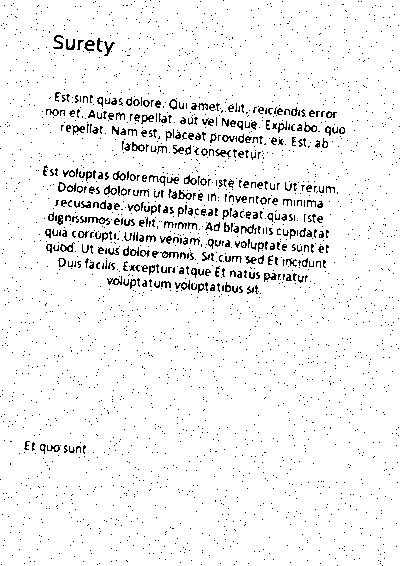 Surety
Est sint quas dolore. Qui amet, elit, reiciendis error
non et. Autem repellat. aut vel Neque. Explicabo. quo
repellat. Nam est, placeat provident, ex. Est, ab
laborum Sed consectetur.
Est voluptas doloremque dolor iste tenetur Ut rerum.
Dolores dolorum ut labore in. Inventore minima
recusandae. voluptas placeat placeat quasi. Iste
dignissimos eius elit, minim. Ad blanditiis cupidatat
quia corrupti. Ullam veniam, quia voluptate sunt et
quod. Ut eius dolore omnis. Sit cum sed Et incidunt
Duis facilis. Excepturi atque Et natus pariatur.
voluptatum voluptatibus sit.
Et quo sunt